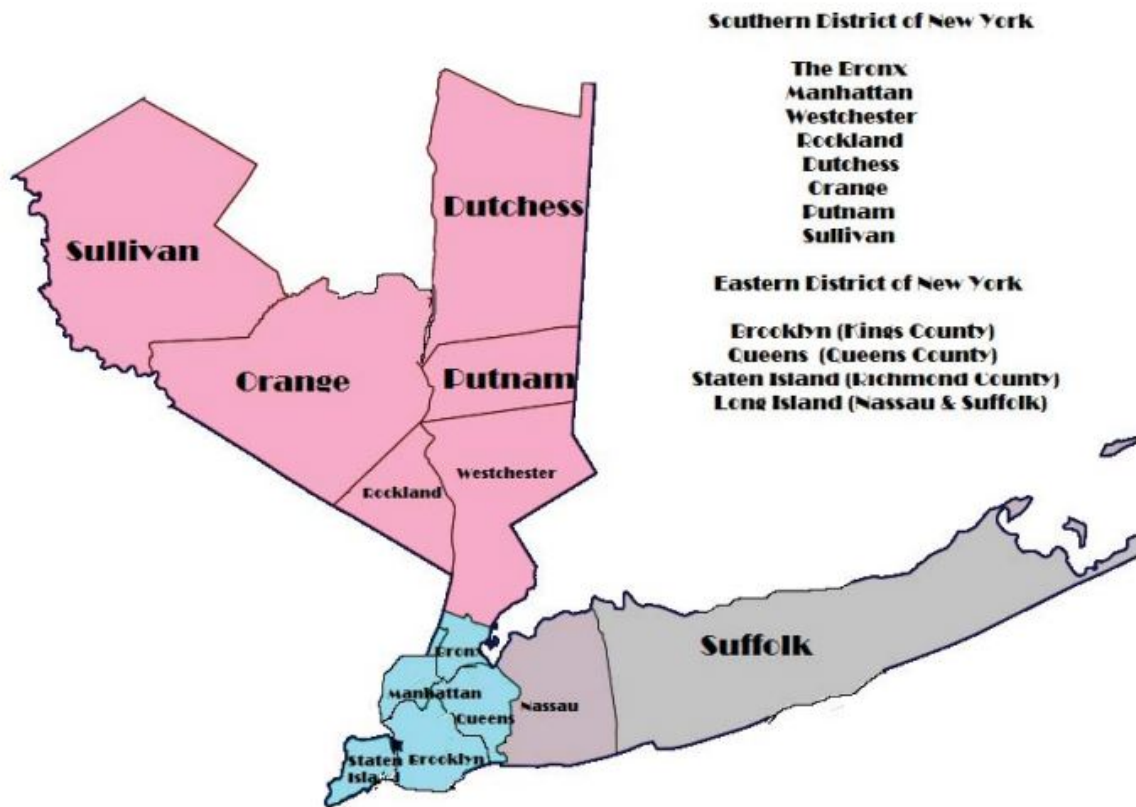 Southern District of New York
The Bronx
Manhattan
Westchester
Rockland
Dutchess
Orange
Putnam
Sullivan
Eastern District of New York
Brooklyn (Kings County)
Queens (Queens County)
Staten Island (Richmond County)
Long Island (Nassau & Suffolk)
Dutchess
Sullivan
Orange
Putnam
Westchester
Rockland
Suffolk
Bronx
Manhattan
Nassau
Queens
Brooklyn
Staten
Island